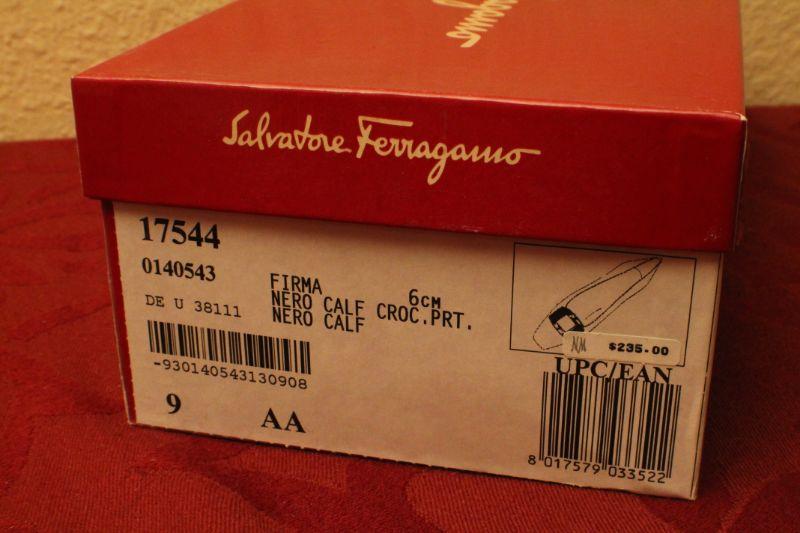 Salvatore Ferragamo
17544
0140543
DE U 38111
FIRMA 6CM
NERO CALF CROC.PRT.
NERO CALF
-930140543130908
9 AA
NM $235.00
UPC/EAN
8 017579 033522